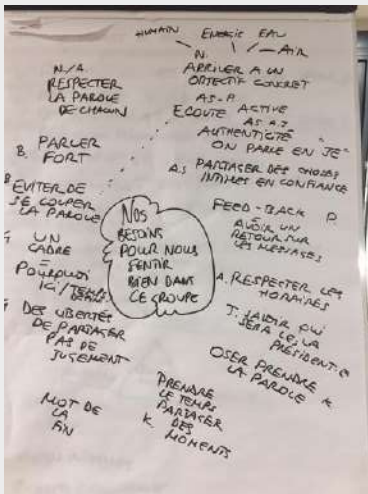 HUMAIN ENERGIE EAU
AIR
N.
ARRIVER A UN
OBJECTIF CONCRET
N./A.
RESPECTER
LA PAROLE
DE CHACUN
AS-P.
ECOUTE ACTIVE
AS. A.J
AUTHENTICITÉ
ON PARLE EN "JE"
B. PARLER
FORT
A.S PARTAGER DES CHOSES
INTIMES EN CONFIANCE
B EVITER DE
SE COUPER
LA PAROLE
FEED-BACK P
AVOIR UN
RETOUR SUR
LES MESSAGES
NOS
BESOINS
POUR NOUS
SENTIR
BIEN DANS
CE GROUPE
UN
CADRE
=
POURQUOI
ICI/TEMPS
A. RESPECTER LES
HORAIRES
DES LIBERTÉS
DE PARTAGER
PAS DE
JUGEMENT
J. SAVOIR QUI
SERA LE, LA
PRÉSIDENT.E
OSER PRENDRE K
LA PAROLE
MOT DE
LA
FIN
PRENDRE
LE TEMPS
PARTAGER
K DES
MOMENTS